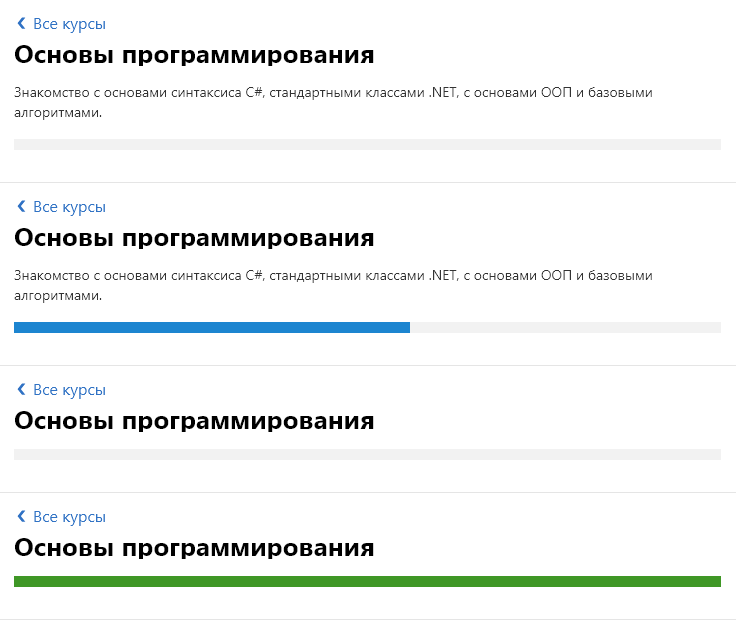 Все курсы
Основы программирования
Знакомство с основами синтаксиса C#, стандартными классами .NET, с основами ООП и базовыми
алгоритмами.
Все курсы
Основы программирования
Знакомство с основами синтаксиса C#, стандартными классами .NET, с основами ООП и базовыми
алгоритмами.
Все курсы
Основы программирования
Все курсы
Основы программирования